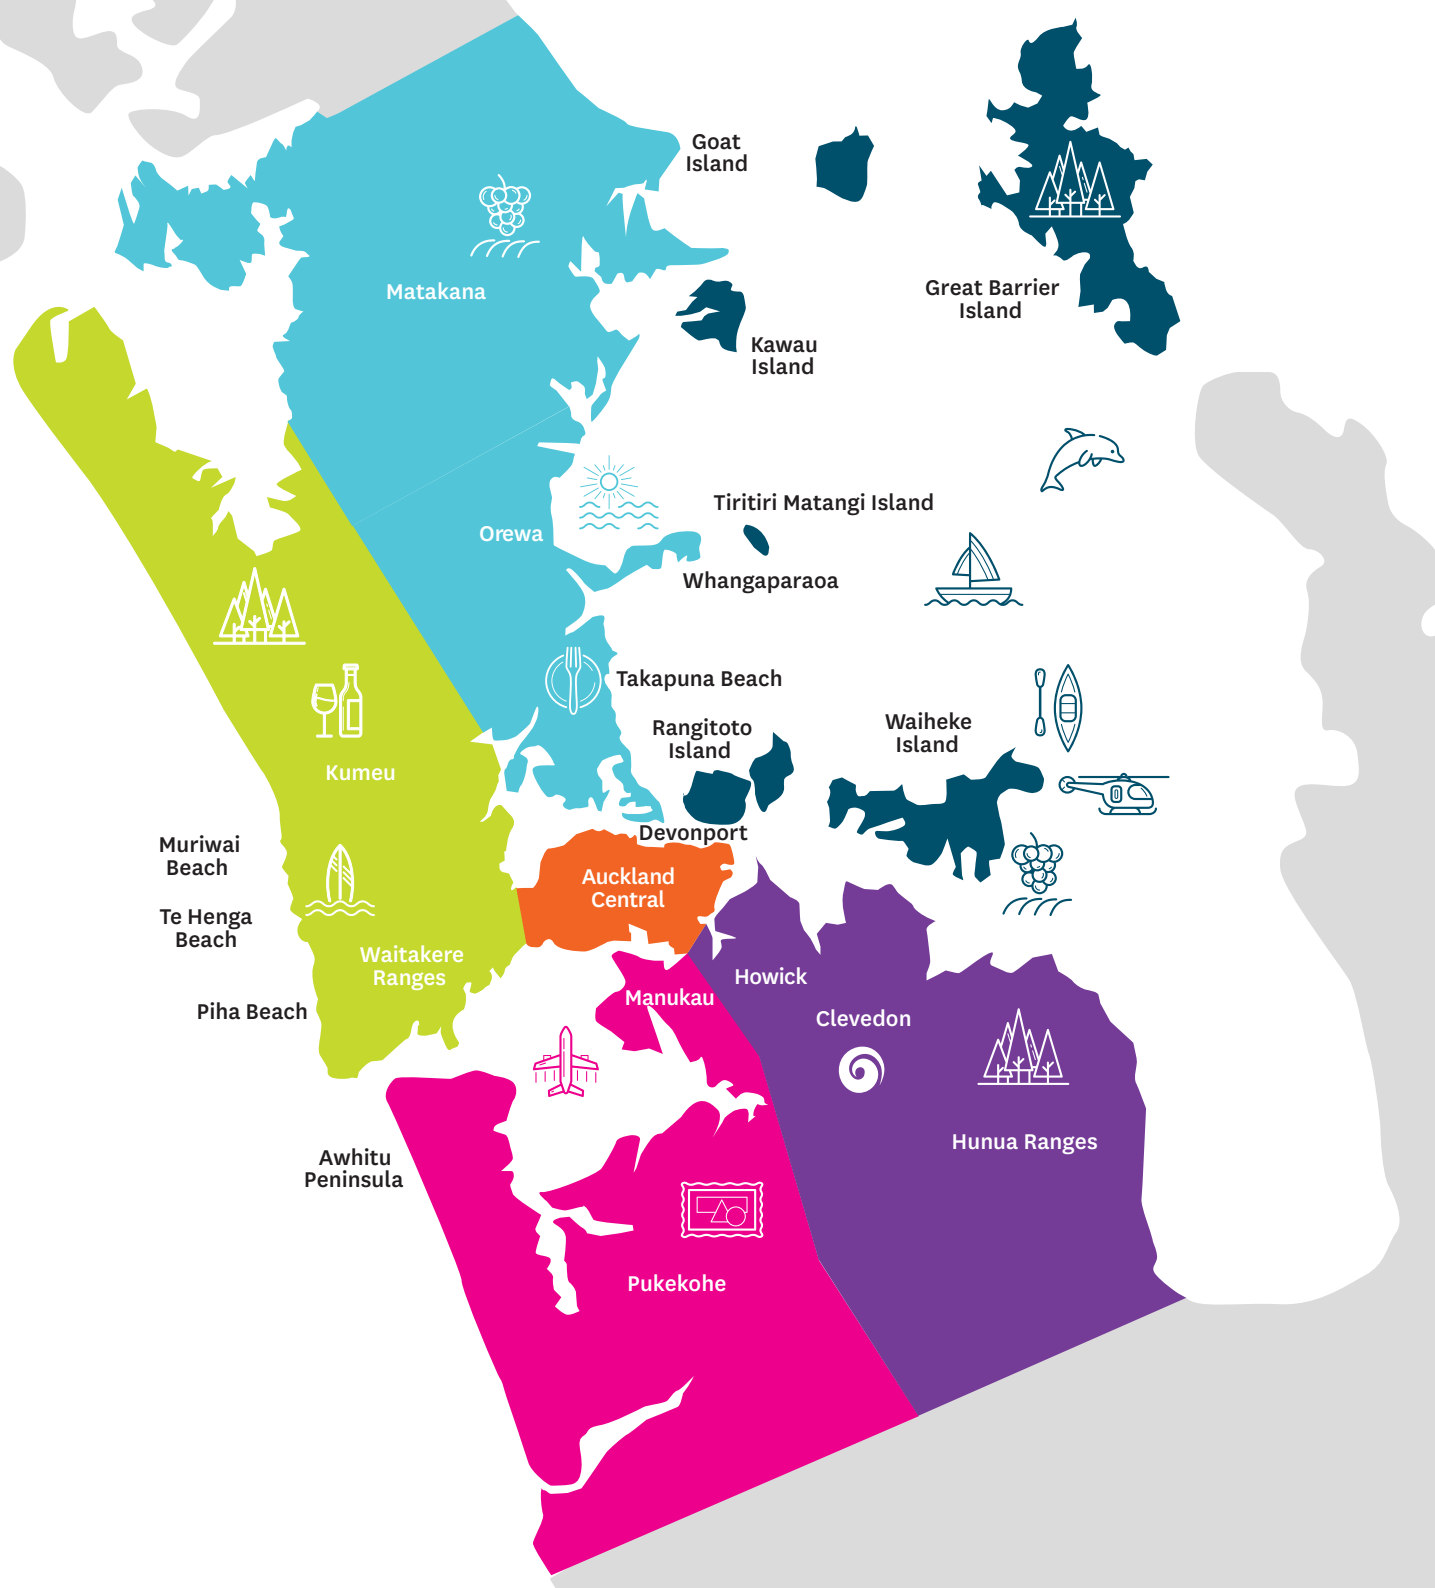 Goat
Island
Matakana
Great Barrier
Island
Kawau
Island
Tiritiri Matangi Island
Orewa
Whangaparaoa
Takapuna Beach
Rangitoto
Island
Waiheke
Island
Kumeu
Devonport
Muriwai
Beach
Auckland
Central
Te Henga
Beach
Waitakere
Ranges
Howick
Manukau
Piha Beach
Clevedon
Hunua Ranges
Awhitu
Peninsula
Pukekohe